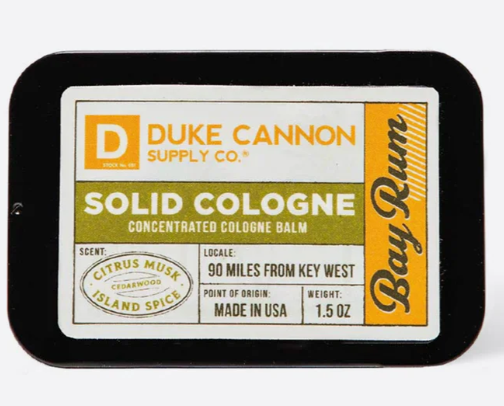 D
DUKE CANNON
SUPPLY CO.®
SOLID COLOGNE
CONCENTRATED COLOGNE BALM
SCENT:
CITRUS MUSK
CEDARWOOD
ISLAND SPICE
LOCALE:
90 MILES FROM KEY WEST
POINT OF ORIGIN:
MADE IN USA
WEIGHT:
1.5 OZ
Bay Rum